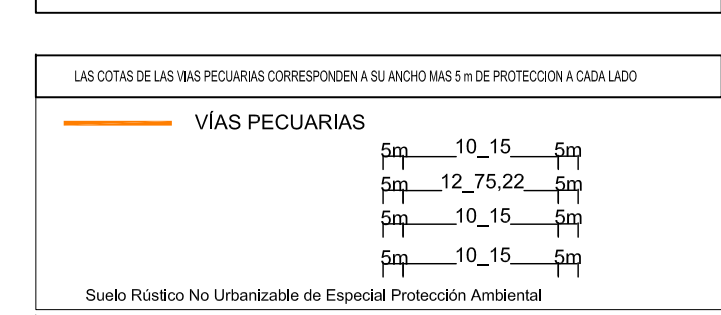 LAS COTAS DE LAS VIAS PECUARIAS CORRESPONDEN A SU ANCHO MAS 5 m DE PROTECCION A CADA LADO
VÍAS PECUARIAS
5m 10_15 5m
5m 12_75,22 5m
5m 10_15 5m
5m 10_15 5m
Suelo Rústico No Urbanizable de Especial Protección Ambiental